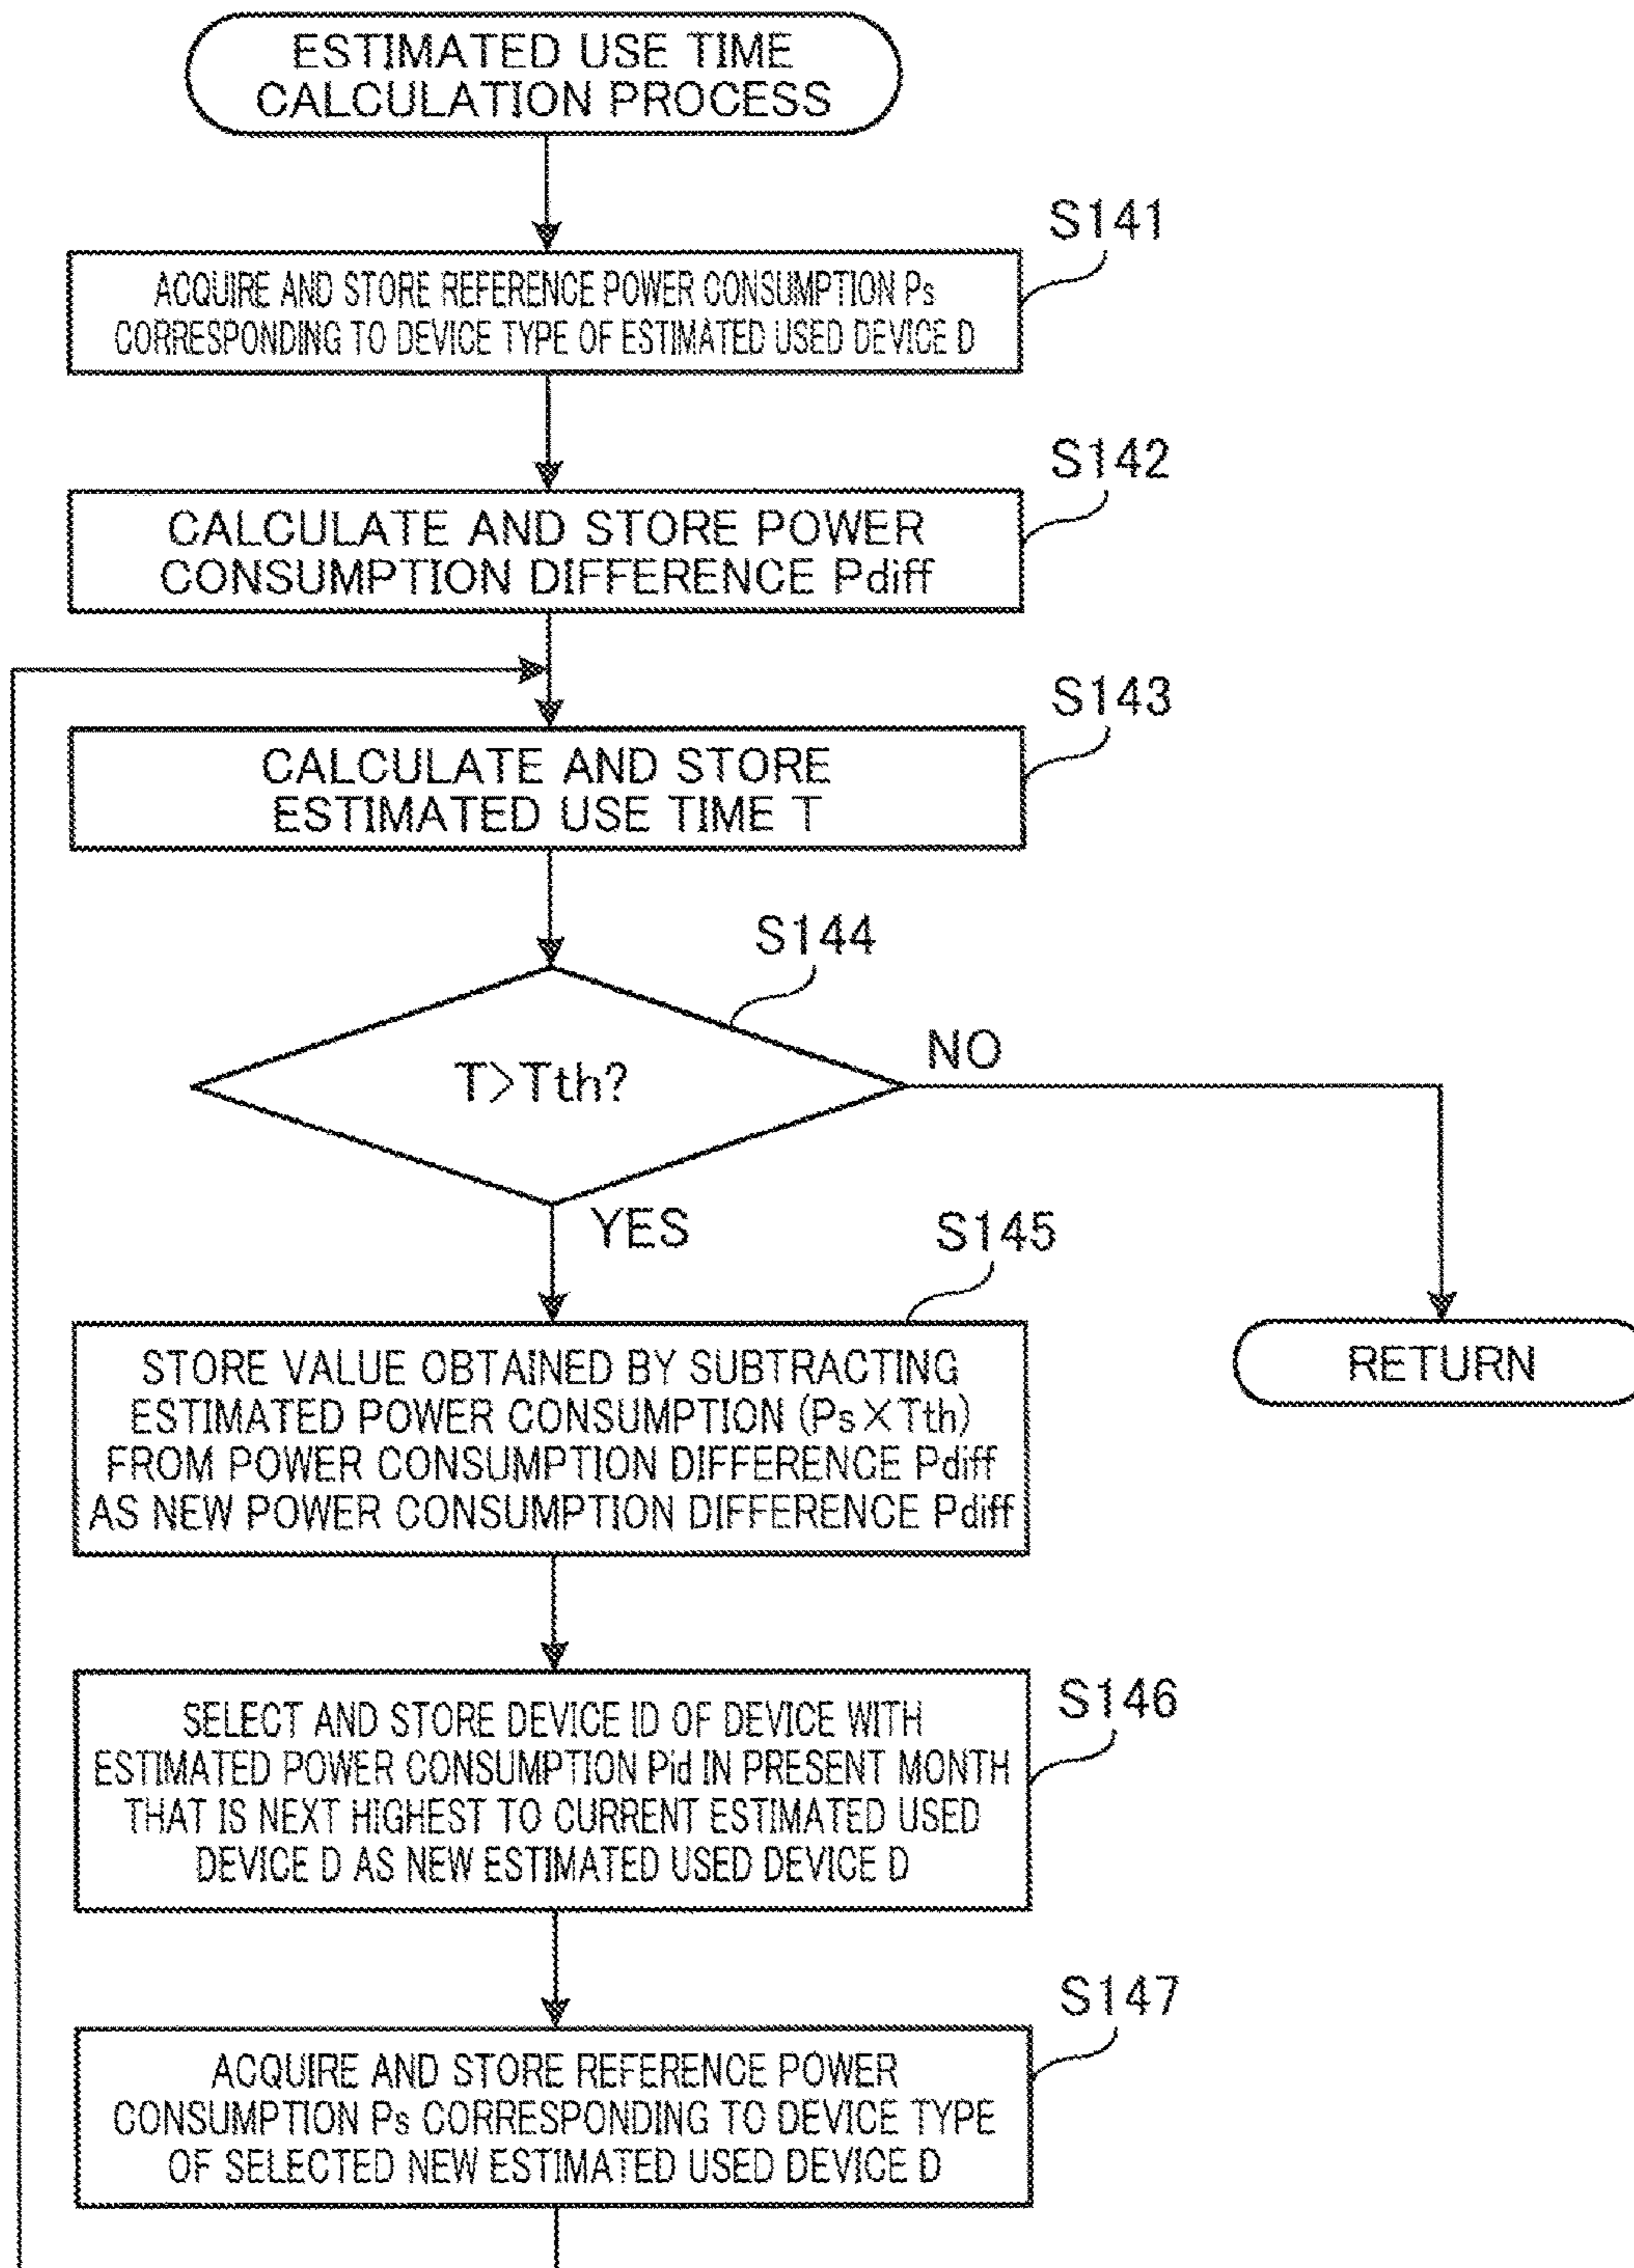 ESTIMATED USE TIME
CALCULATION PROCESS
S141
ACQUIRE AND STORE REFERENCE POWER CONSUMPTION Ps
CORRESPONDING TO DEVICE TYPE OF ESTIMATED USED DEVICE D
S142
CALCULATE AND STORE POWER
CONSUMPTION DIFFERENCE Pdiff
S143
CALCULATE AND STORE
ESTIMATED USE TIME T
S144
T>Tth?
NO
YES
S145
STORE VALUE OBTAINED BY SUBTRACTING
ESTIMATED POWER CONSUMPTION (Ps×Tth)
FROM POWER CONSUMPTION DIFFERENCE Pdiff
AS NEW POWER CONSUMPTION DIFFERENCE Pdiff
RETURN
S146
SELECT AND STORE DEVICE ID OF DEVICE WITH
ESTIMATED POWER CONSUMPTION Pid IN PRESENT MONTH
THAT IS NEXT HIGHEST TO CURRENT ESTIMATED USED
DEVICE D AS NEW ESTIMATED USED DEVICE D
S147
ACQUIRE AND STORE REFERENCE POWER
CONSUMPTION Ps CORRESPONDING TO DEVICE TYPE
OF SELECTED NEW ESTIMATED USED DEVICE D